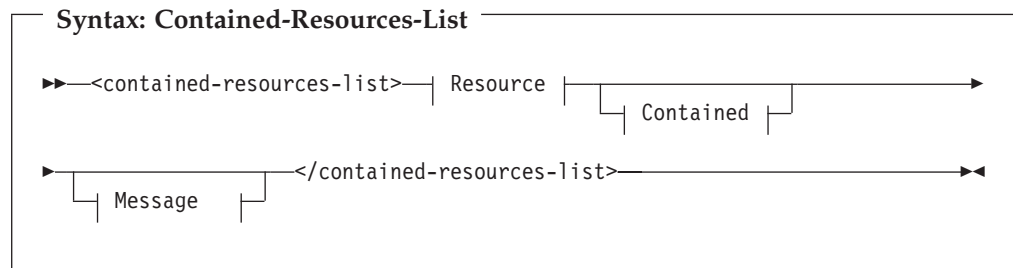 Syntax: Contained-Resources-List
<contained-resources-list> Resource
Contained
Message </contained-resources-list>